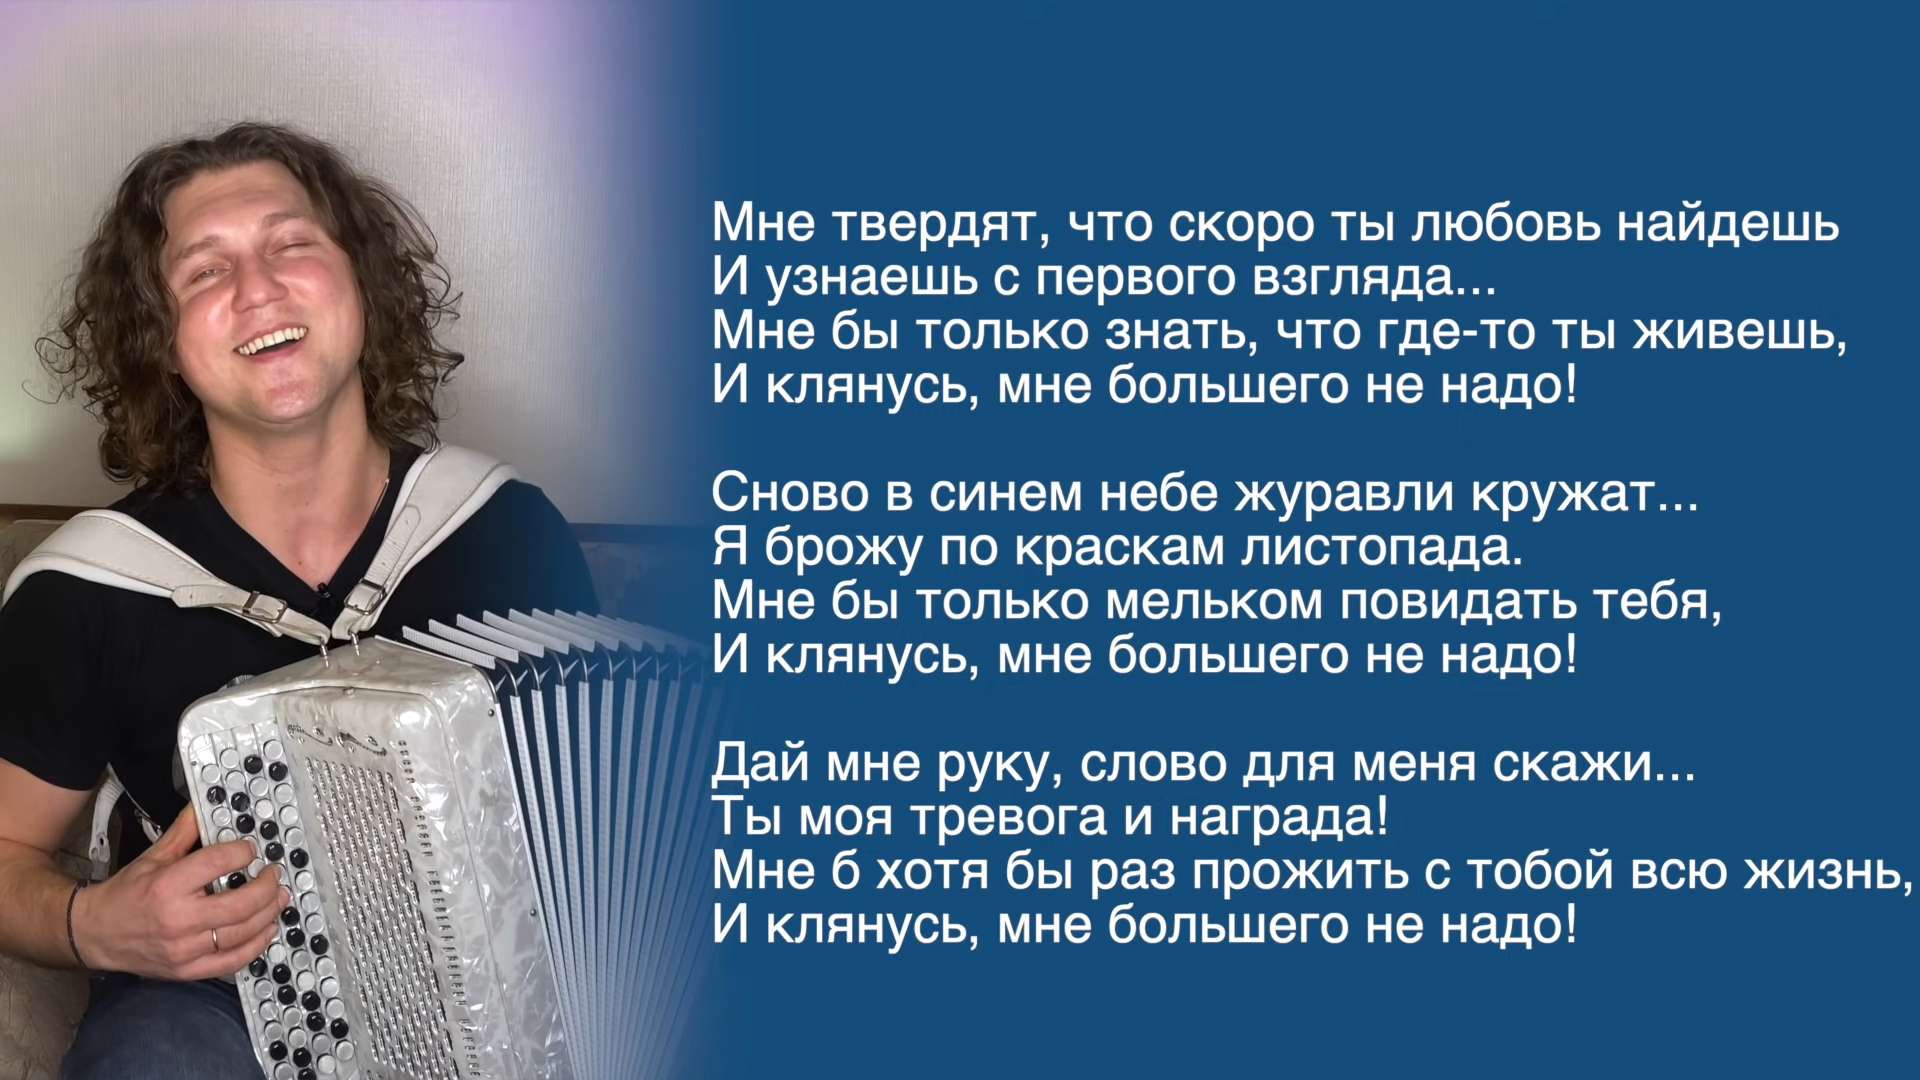 Мне твердят, что скоро ты любовь найдешь
И узнаешь с первого взгляда...
Мне бы только знать, что где-то ты живешь,
И клянусь, мне большего не надо!
Сново в синем небе журавли кружат...
Я брожу по краскам листопада.
Мне бы только мельком повидать тебя,
И клянусь, мне большего не надо!
Дай мне руку, слово для меня скажи...
Ты моя тревога и награда!
Мне б хотя бы раз прожить с тобой всю жизнь,
И клянусь, мне большего не надо!